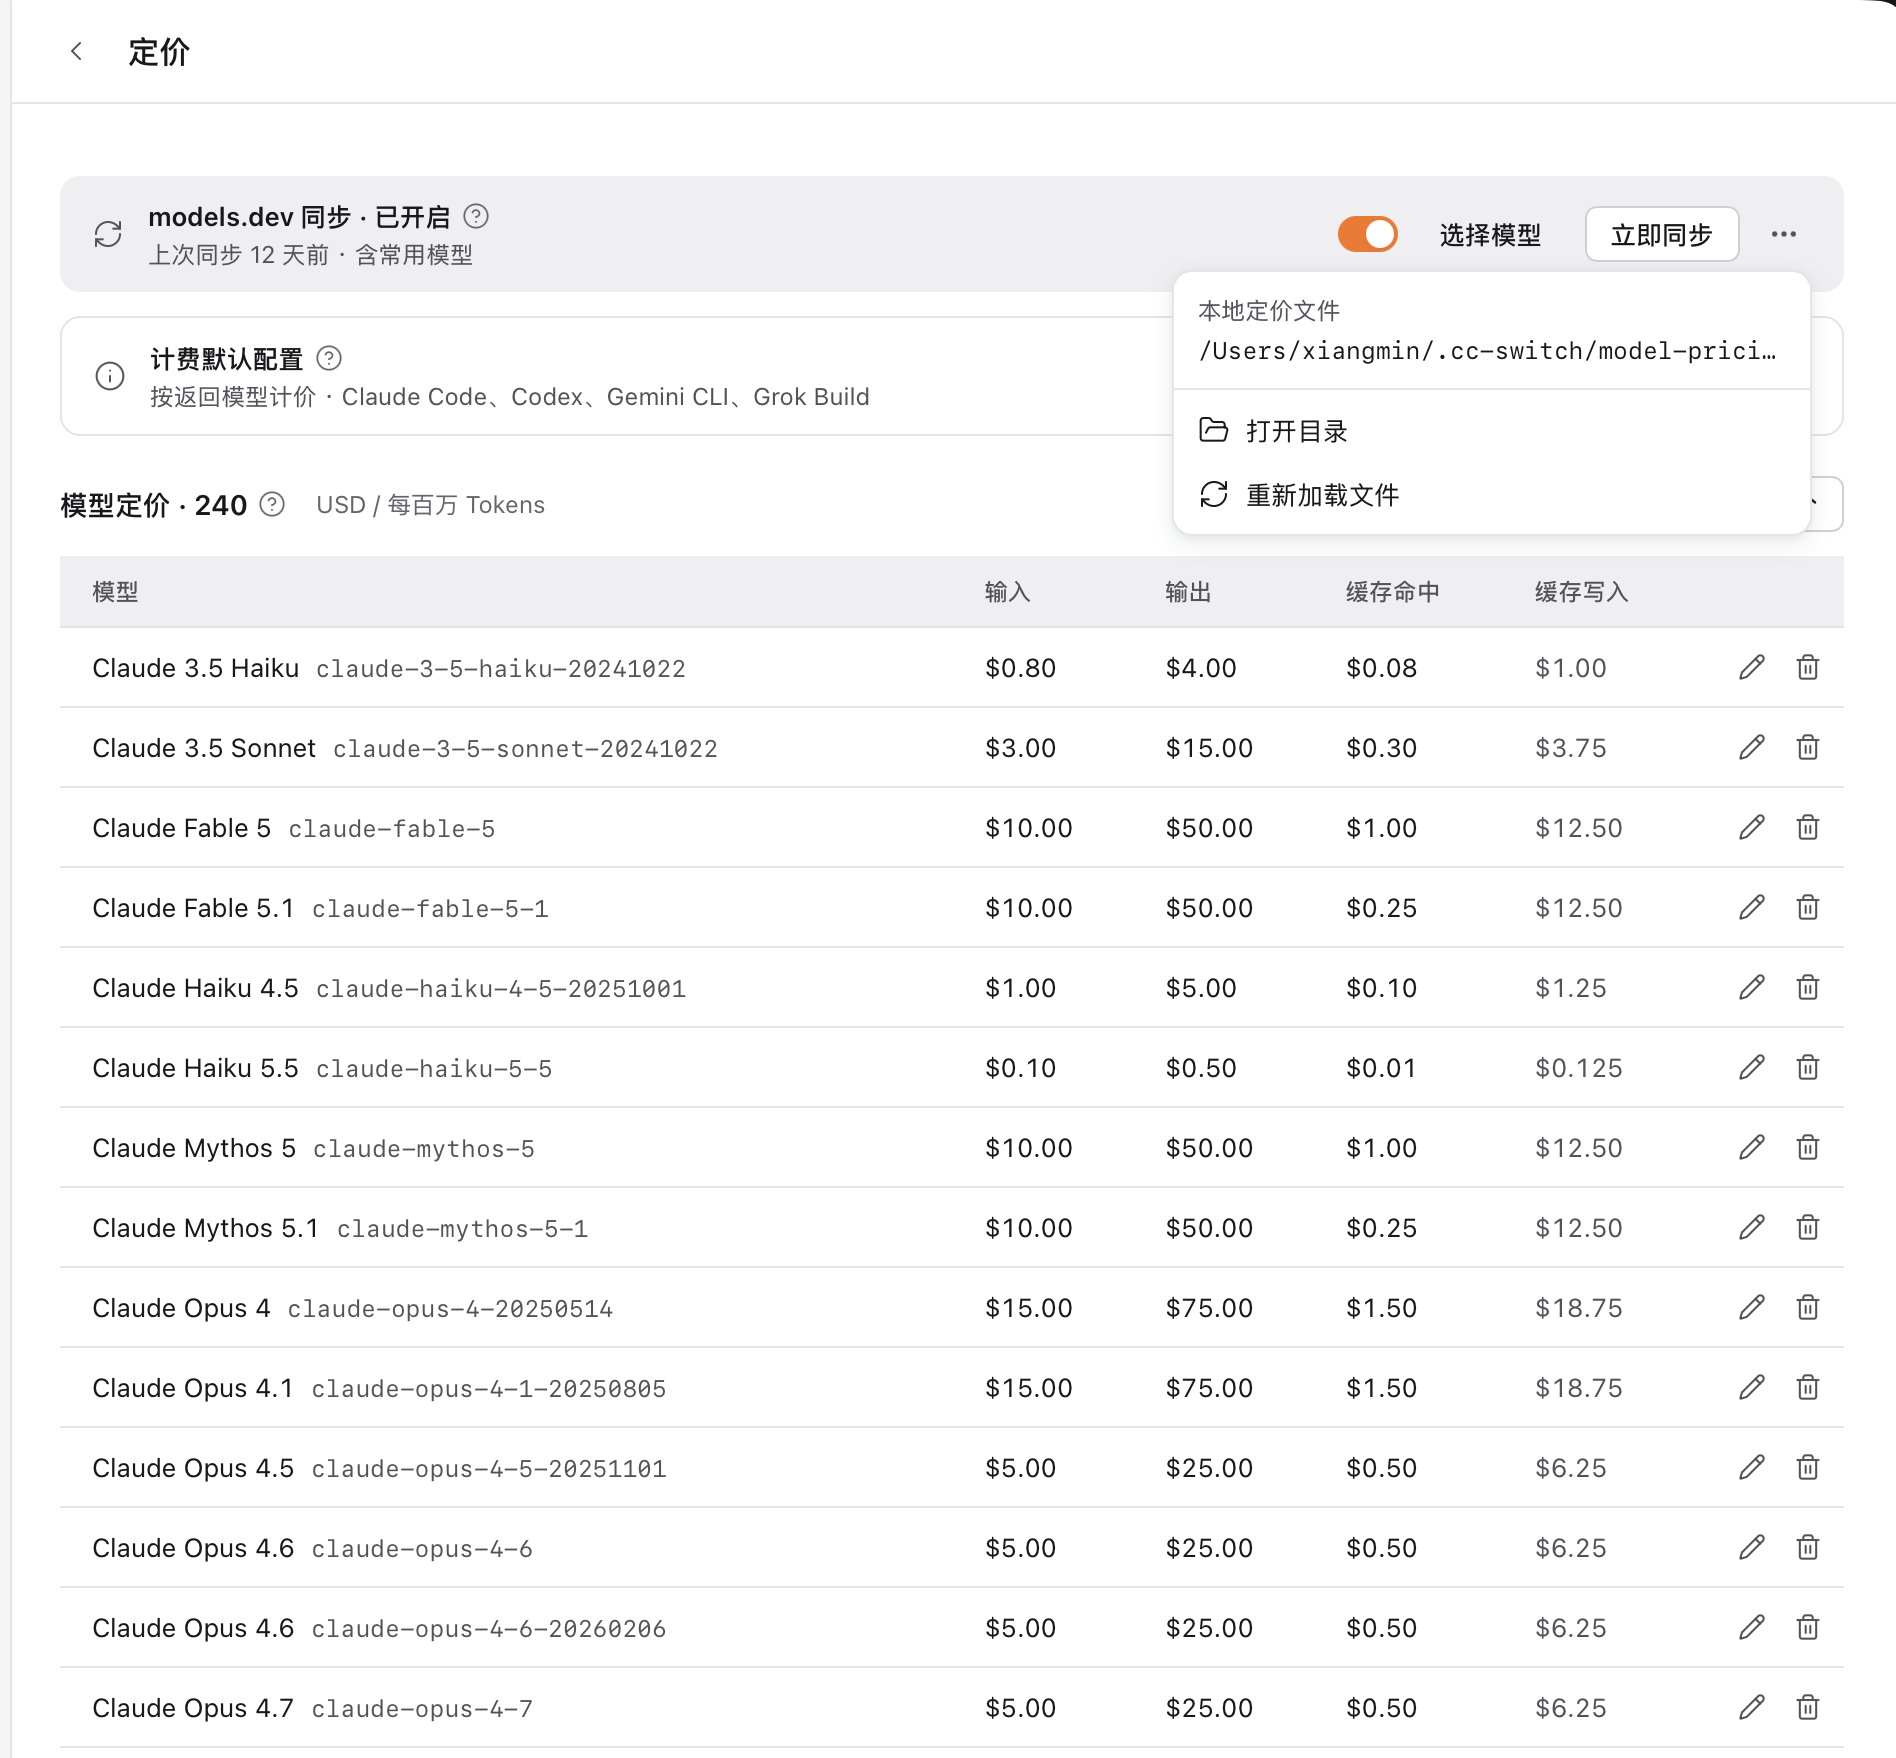 定价
models.dev 同步 · 已开启
上次同步 12 天前 · 含常用模型
选择模型
立即同步
本地定价文件
/Users/xiangmin/.cc-switch/model-prici…
打开目录
重新加载文件
计费默认配置
按返回模型计价 · Claude Code、Codex、Gemini CLI、Grok Build
模型定价 · 240 USD / 每百万 Tokens
模型 输入 输出 缓存命中 缓存写入
Claude 3.5 Haiku claude-3-5-haiku-20241022 $0.80 $4.00 $0.08 $1.00
Claude 3.5 Sonnet claude-3-5-sonnet-20241022 $3.00 $15.00 $0.30 $3.75
Claude Fable 5 claude-fable-5 $10.00 $50.00 $1.00 $12.50
Claude Fable 5.1 claude-fable-5-1 $10.00 $50.00 $0.25 $12.50
Claude Haiku 4.5 claude-haiku-4-5-20251001 $1.00 $5.00 $0.10 $1.25
Claude Haiku 5.5 claude-haiku-5-5 $0.10 $0.50 $0.01 $0.125
Claude Mythos 5 claude-mythos-5 $10.00 $50.00 $1.00 $12.50
Claude Mythos 5.1 claude-mythos-5-1 $10.00 $50.00 $0.25 $12.50
Claude Opus 4 claude-opus-4-20250514 $15.00 $75.00 $1.50 $18.75
Claude Opus 4.1 claude-opus-4-1-20250805 $15.00 $75.00 $1.50 $18.75
Claude Opus 4.5 claude-opus-4-5-20251101 $5.00 $25.00 $0.50 $6.25
Claude Opus 4.6 claude-opus-4-6 $5.00 $25.00 $0.50 $6.25
Claude Opus 4.6 claude-opus-4-6-20260206 $5.00 $25.00 $0.50 $6.25
Claude Opus 4.7 claude-opus-4-7 $5.00 $25.00 $0.50 $6.25